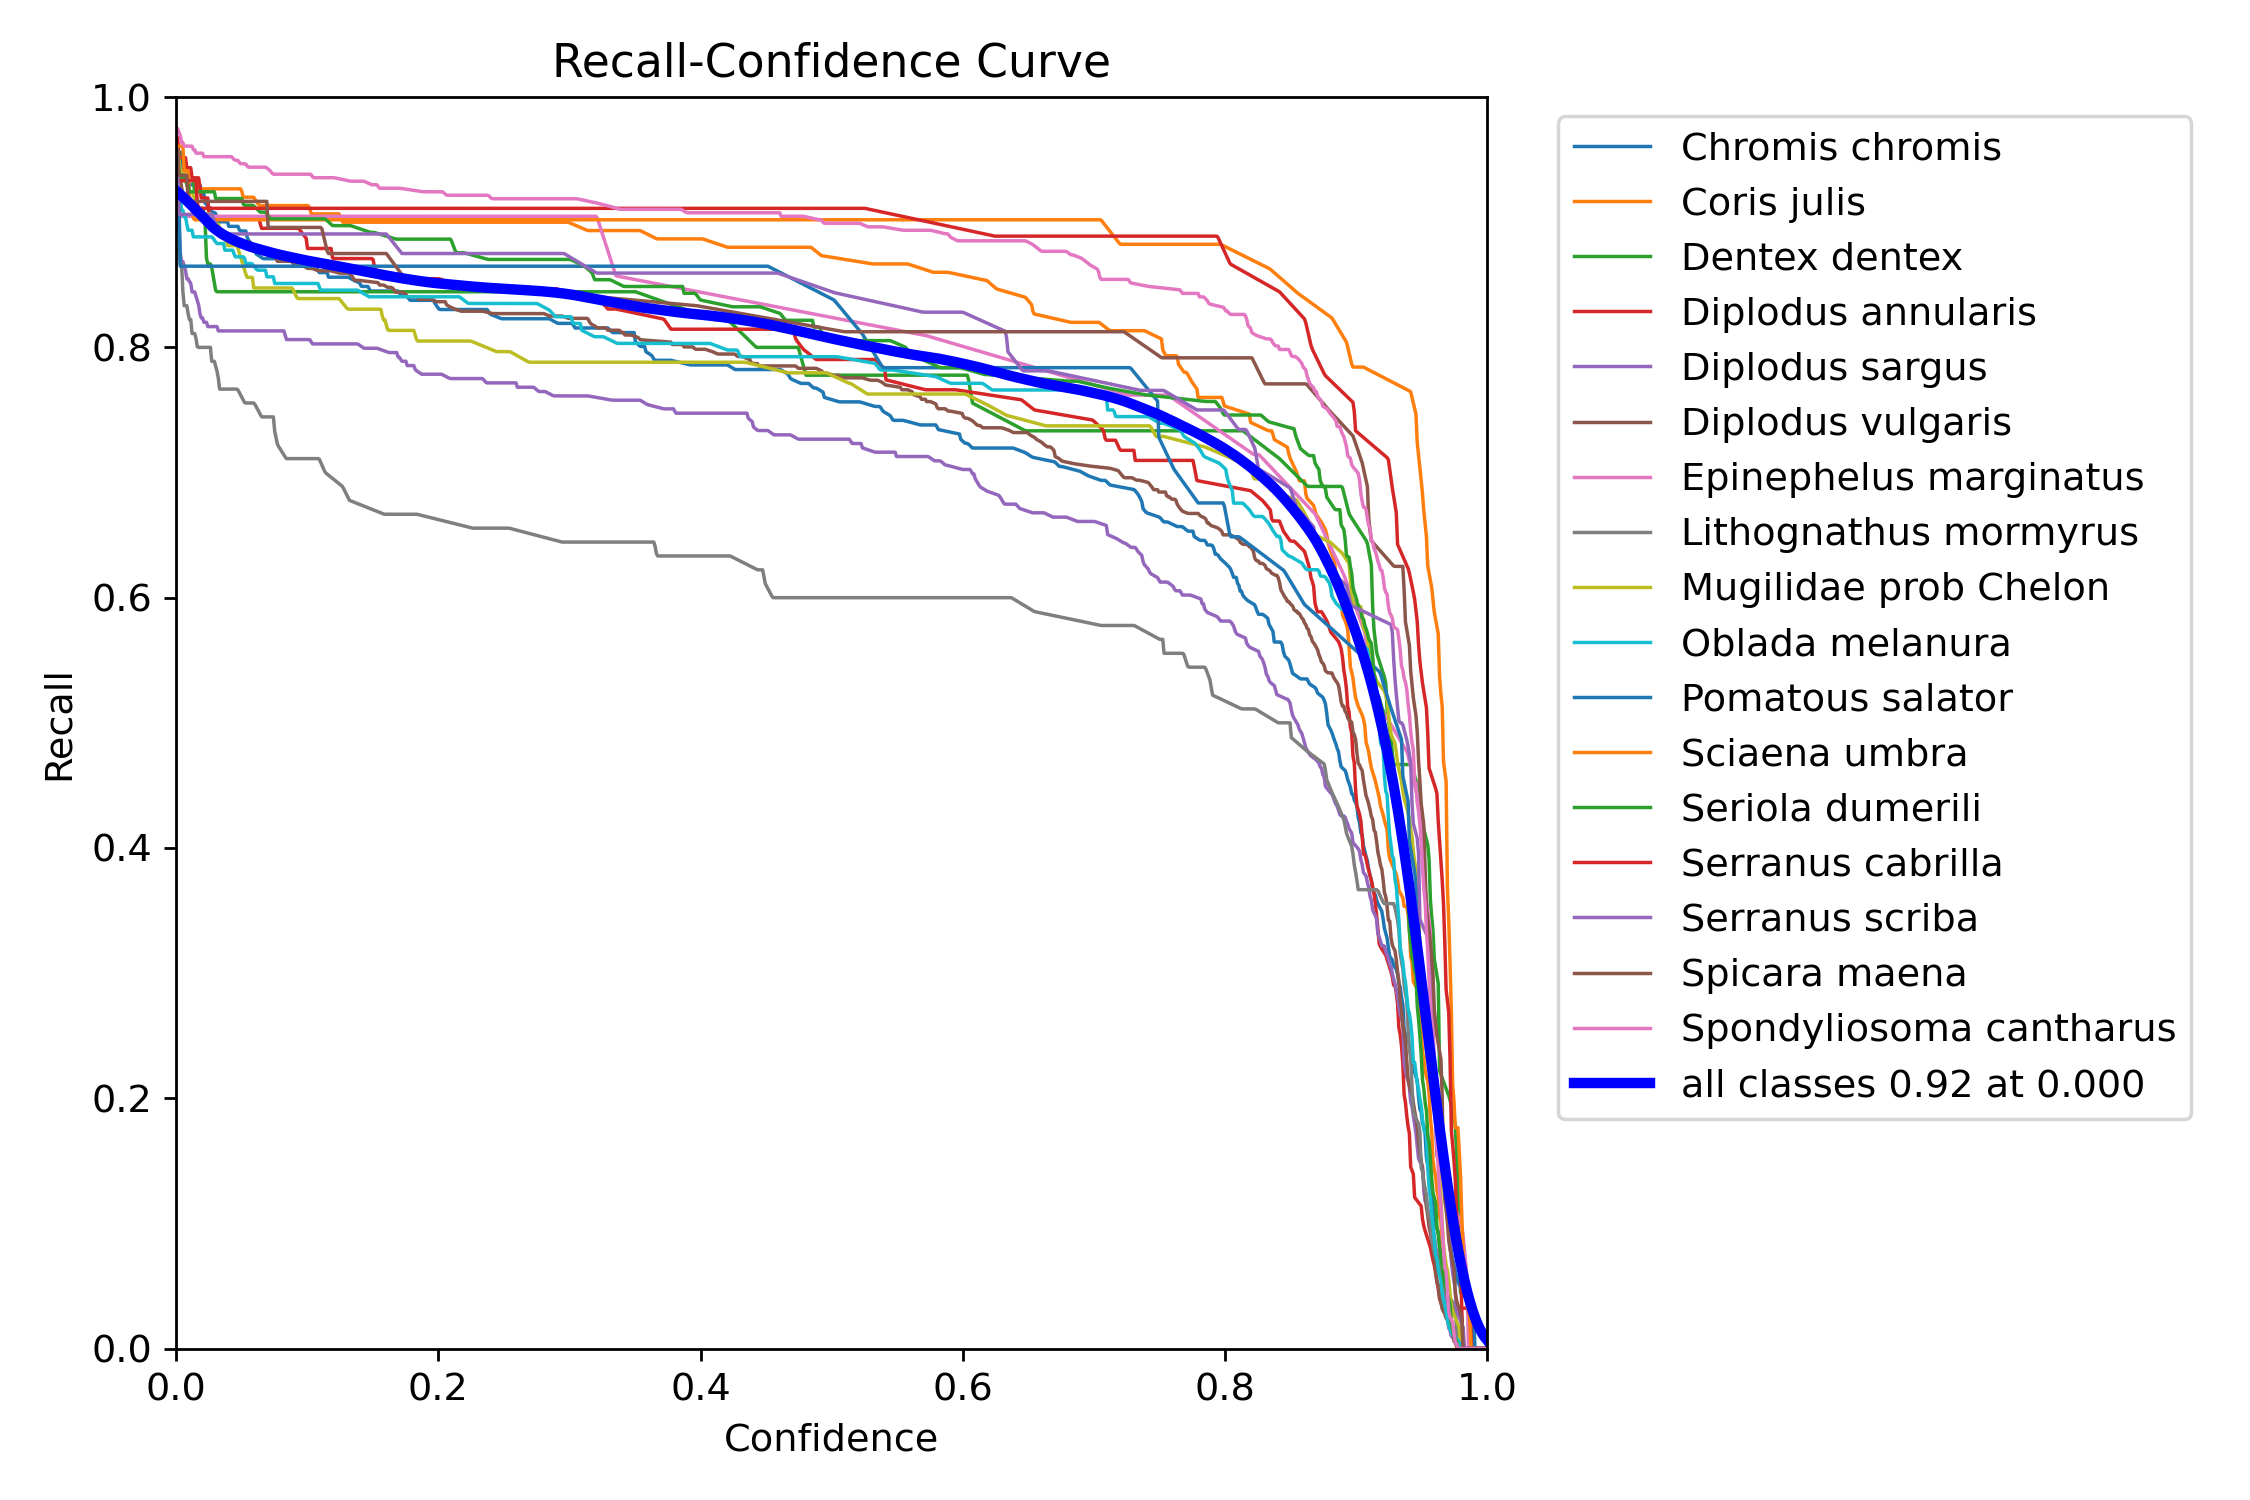 Recall-Confidence Curve
1.0
0.8
0.6
0.4
0.2
0.0
Recall
0.0 0.2 0.4 0.6 0.8 1.0
Confidence
Chromis chromis
Coris julis
Dentex dentex
Diplodus annularis
Diplodus sargus
Diplodus vulgaris
Epinephelus marginatus
Lithognathus mormyrus
Mugilidae prob Chelon
Oblada melanura
Pomatous salator
Sciaena umbra
Seriola dumerili
Serranus cabrilla
Serranus scriba
Spicara maena
Spondyliosoma cantharus
all classes 0.92 at 0.000